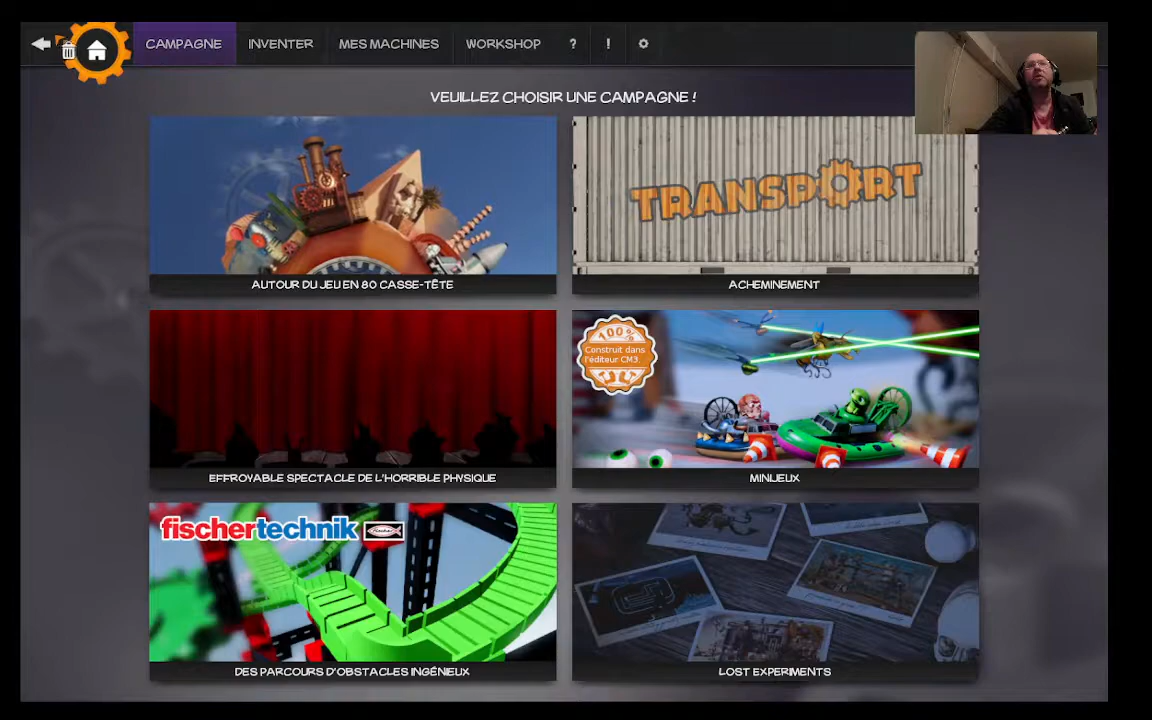 CAMPAGNE INVENTER MES MACHINES WORKSHOP ? !
VEUILLEZ CHOISIR UNE CAMPAGNE !
TRANSPORT
AUTOUR DU JEU EN 80 CASSE-TÊTE
ACHEMINEMENT
100%
Construit dans
l'éditeur CM3.
EFFROYABLE SPECTACLE DE L'HORRIBLE PHYSIQUE
MINIJEUX
fischertechnik
DES PARCOURS D'OBSTACLES INGÉNIEUX
LOST EXPERIMENTS